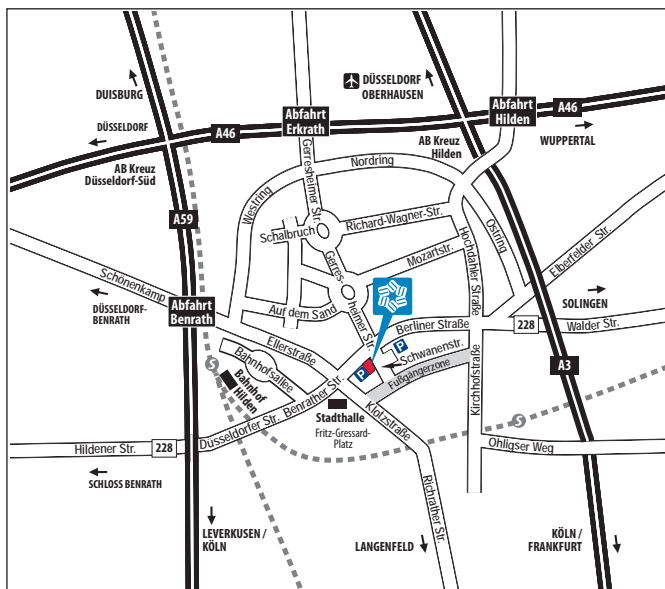 DUISBURG
DÜSSELDORF
OBERHAUSEN
DÜSSELDORF
A46
Abfahrt
Erkrath
Abfahrt
Hilden
A46
WUPPERTAL
AB Kreuz
Düsseldorf-Süd
AB Kreuz
Hilden
Nordring
Westring
Gerresheimer Str.
A59
Schalbruch
Richard-Wagner-Str.
Ostring
Hochdahler Straße
Elberfelder Str.
Gerres-
heimer Str.
Mozartstr.
Schönenkamp
DÜSSELDORF-
BENRATH
Abfahrt
Benrath
Auf dem Sand
SOLINGEN
Berliner Straße
228
Walder Str.
Ellerstraße
P
P
Schwanenstr.
Fußgängerzone
Kirchhofstraße
A3
S
Bahnhofsallee
Bahnhof
Hilden
Benrather Str.
Stadthalle
Fritz-Gressard-
Platz
Klotzstraße
S
Düsseldorfer Str.
Hildener Str.
228
Ohligser Weg
SCHLOSS BENRATH
Richrather Str.
LEVERKUSEN /
KÖLN
LANGENFELD
KÖLN /
FRANKFURT